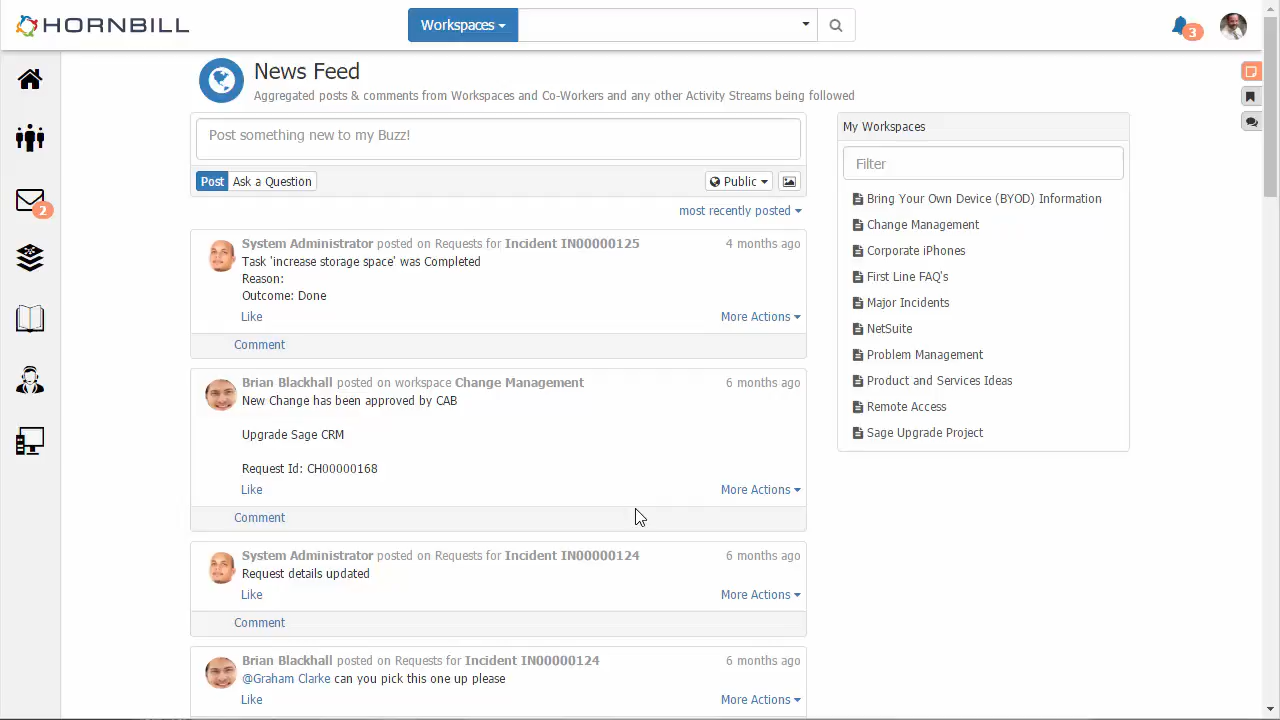 HORNBILL
Workspaces
3
News Feed
Aggregated posts & comments from Workspaces and Co-Workers and any other Activity Streams being followed
Post something new to my Buzz!
Post
Ask a Question
Public
most recently posted
System Administrator posted on Requests for Incident IN00000125
4 months ago
Task 'increase storage space' was Completed
Reason:
Outcome: Done
Like
More Actions
Comment
Brian Blackhall posted on workspace Change Management
6 months ago
New Change has been approved by CAB
Upgrade Sage CRM
Request Id: CH00000168
Like
More Actions
Comment
System Administrator posted on Requests for Incident IN00000124
6 months ago
Request details updated
Like
More Actions
Comment
Brian Blackhall posted on Requests for Incident IN00000124
6 months ago
@Graham Clarke can you pick this one up please
Like
More Actions
My Workspaces
Filter
Bring Your Own Device (BYOD) Information
Change Management
Corporate iPhones
First Line FAQ's
Major Incidents
NetSuite
Problem Management
Product and Services Ideas
Remote Access
Sage Upgrade Project
2